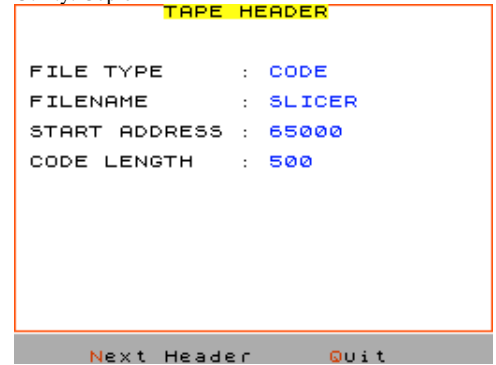 TAPE HEADER
FILE TYPE : CODE
FILENAME : SLICER
START ADDRESS : 65000
CODE LENGTH : 500
Next Header Quit